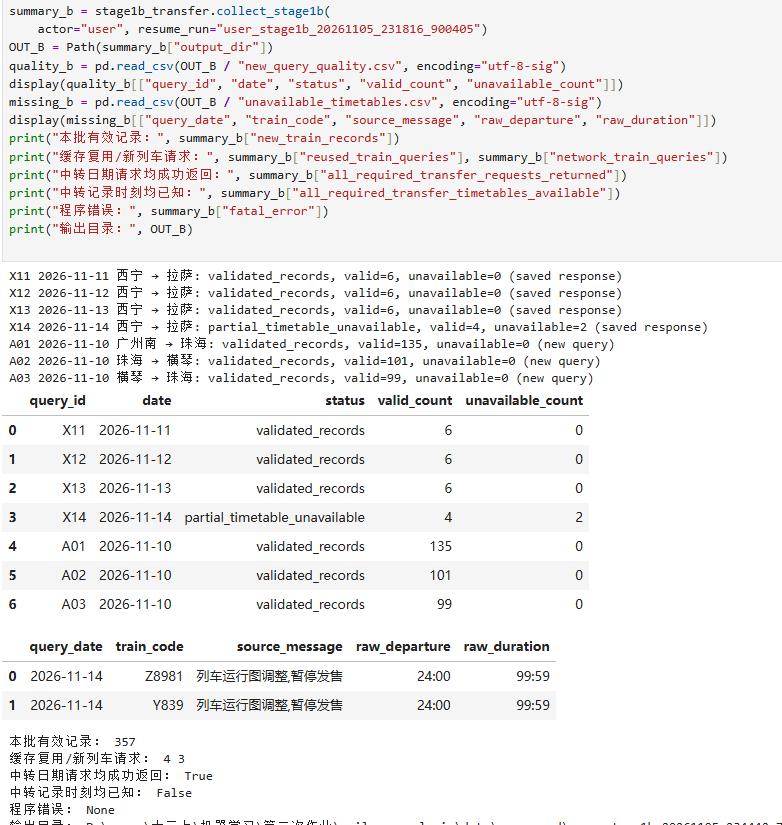 summary_b = stage1b_transfer.collect_stage1b(
    actor="user", resume_run="user_stage1b_20261105_231816_900405")
OUT_B = Path(summary_b["output_dir"])
quality_b = pd.read_csv(OUT_B / "new_query_quality.csv", encoding="utf-8-sig")
display(quality_b[["query_id", "date", "status", "valid_count", "unavailable_count"]])
missing_b = pd.read_csv(OUT_B / "unavailable_timetables.csv", encoding="utf-8-sig")
display(missing_b[["query_date", "train_code", "source_message", "raw_departure", "raw_duration"]])
print("本批有效记录：", summary_b["new_train_records"])
print("缓存复用/新列车请求：", summary_b["reused_train_queries"], summary_b["network_train_queries"])
print("中转日期请求均成功返回：", summary_b["all_required_transfer_requests_returned"])
print("中转记录时刻均已知：", summary_b["all_required_transfer_timetables_available"])
print("程序错误：", summary_b["fatal_error"])
print("输出目录：", OUT_B)
X11 2026-11-11 西宁 → 拉萨: validated_records, valid=6, unavailable=0 (saved response)
X12 2026-11-12 西宁 → 拉萨: validated_records, valid=6, unavailable=0 (saved response)
X13 2026-11-13 西宁 → 拉萨: validated_records, valid=6, unavailable=0 (saved response)
X14 2026-11-14 西宁 → 拉萨: partial_timetable_unavailable, valid=4, unavailable=2 (saved response)
A01 2026-11-10 广州南 → 珠海: validated_records, valid=135, unavailable=0 (new query)
A02 2026-11-10 珠海 → 横琴: validated_records, valid=101, unavailable=0 (new query)
A03 2026-11-10 横琴 → 珠海: validated_records, valid=99, unavailable=0 (new query)
query_id date status valid_count unavailable_count
0 X11 2026-11-11 validated_records 6 0
1 X12 2026-11-12 validated_records 6 0
2 X13 2026-11-13 validated_records 6 0
3 X14 2026-11-14 partial_timetable_unavailable 4 2
4 A01 2026-11-10 validated_records 135 0
5 A02 2026-11-10 validated_records 101 0
6 A03 2026-11-10 validated_records 99 0
query_date train_code source_message raw_departure raw_duration
0 2026-11-14 Z8981 列车运行图调整,暂停发售 24:00 99:59
1 2026-11-14 Y839 列车运行图调整,暂停发售 24:00 99:59
本批有效记录： 357
缓存复用/新列车请求： 4 3
中转日期请求均成功返回： True
中转记录时刻均已知： False
程序错误： None